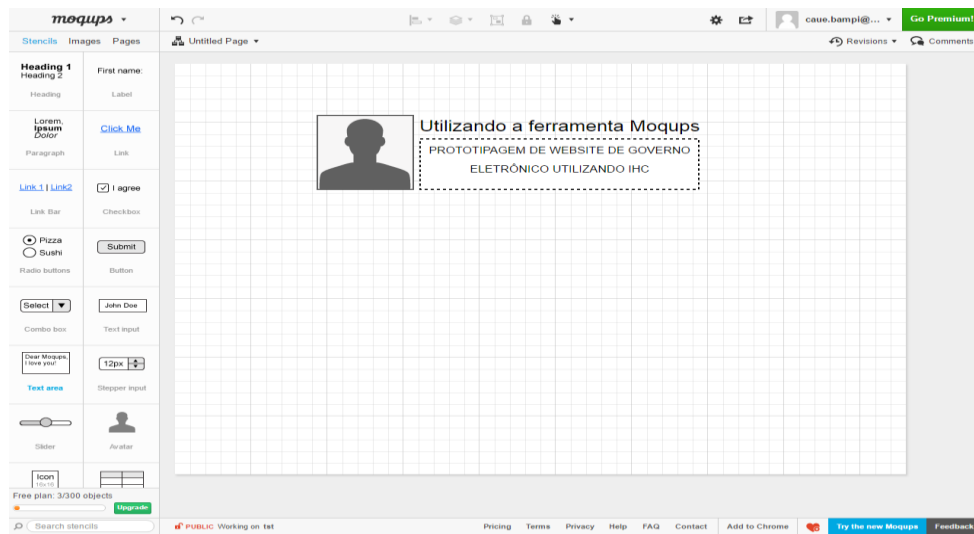 moqups
caue.bampi@...
Go Premium!
Stencils Images Pages
Untitled Page
Revisions
Comments
Heading 1
Heading 2
Heading
First name:
Label
Lorem,
Ipsum
Dolor
Paragraph
Click Me
Link
Link 1 | Link2
Link Bar
I agree
Checkbox
Pizza
Sushi
Radio buttons
Submit
Button
Select
Combo box
John Doe
Text input
Dear Moqups,
I love you!
Text area
12px
Stepper input
Slider
Avatar
Icon
16x16
Free plan: 3/300 objects
Upgrade
Search stencils
Utilizando a ferramenta Moqups
PROTOTIPAGEM DE WEBSITE DE GOVERNO
ELETRÔNICO UTILIZANDO IHC
PUBLIC Working on 1st
Pricing Terms Privacy Help FAQ Contact Add to Chrome Try the new Moqups Feedback